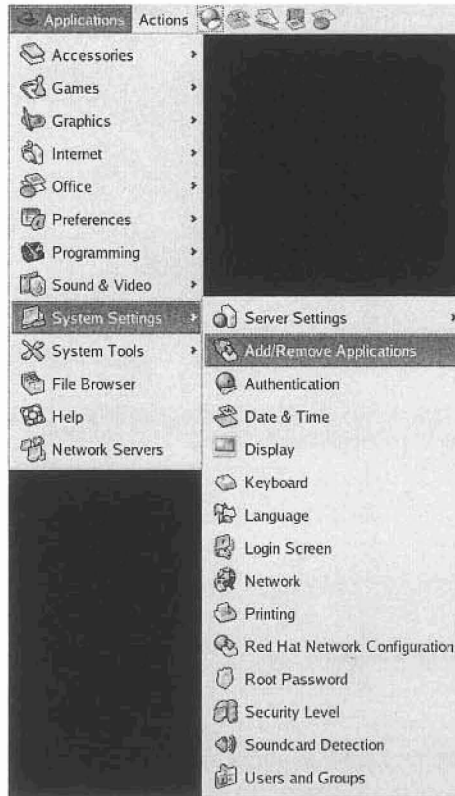 Applications Actions
Accessories
Games
Graphics
Internet
Office
Preferences
Programming
Sound & Video
System Settings
System Tools
File Browser
Help
Network Servers
Server Settings
Add/Remove Applications
Authentication
Date & Time
Display
Keyboard
Language
Login Screen
Network
Printing
Red Hat Network Configuration
Root Password
Security Level
Soundcard Detection
Users and Groups